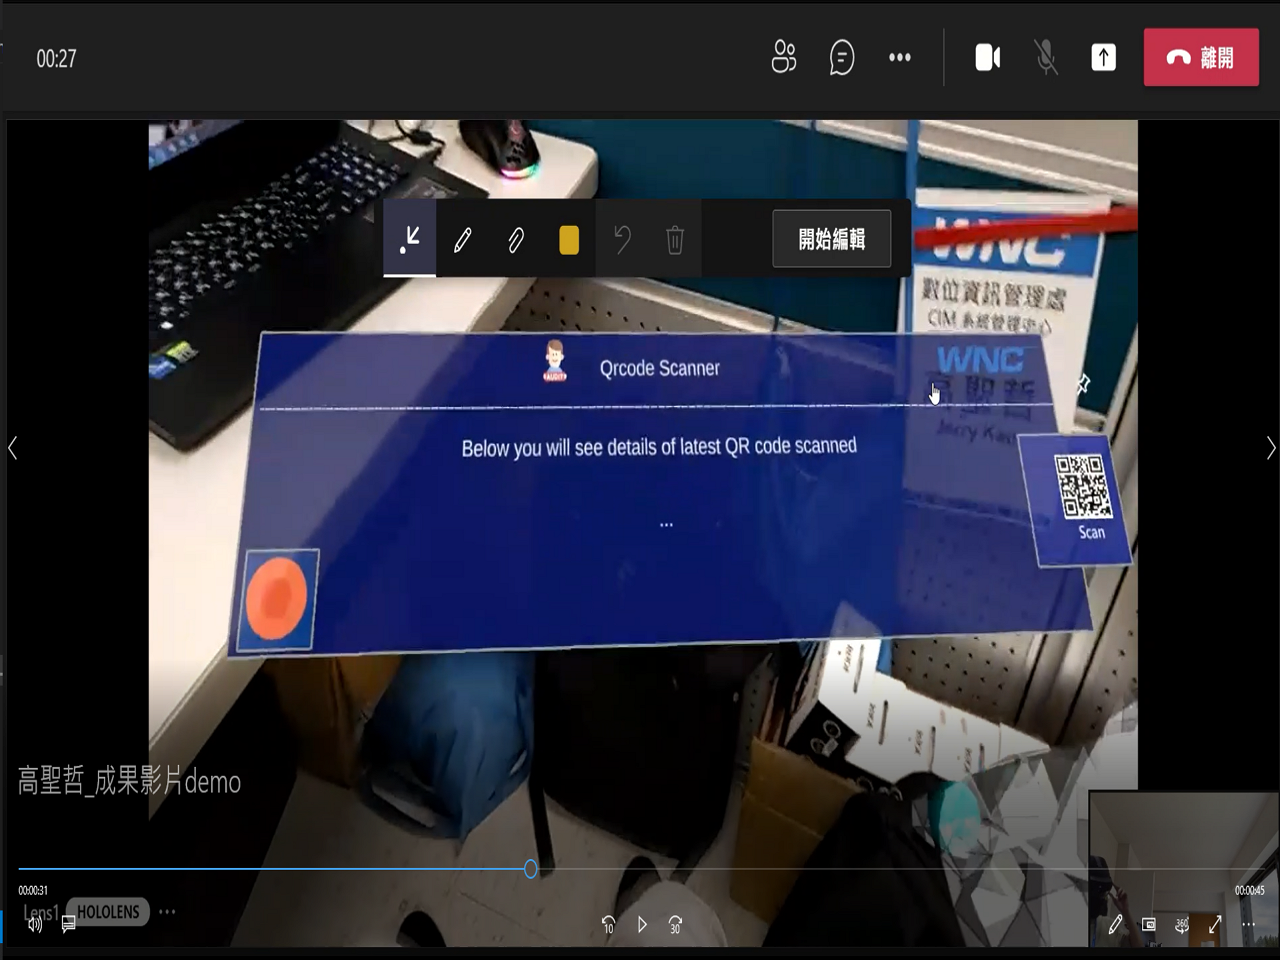 00:27
離開
開始編輯
WNC
數位資訊管理處
CIM 系統管理中心
Qrcode Scanner
AUDIT
WNC
高聖哲
Below you will see details of latest QR code scanned
...
Scan
高聖哲_成果影片demo
00:00:31
00:00:45
Lens1 HOLOLENS
10
30